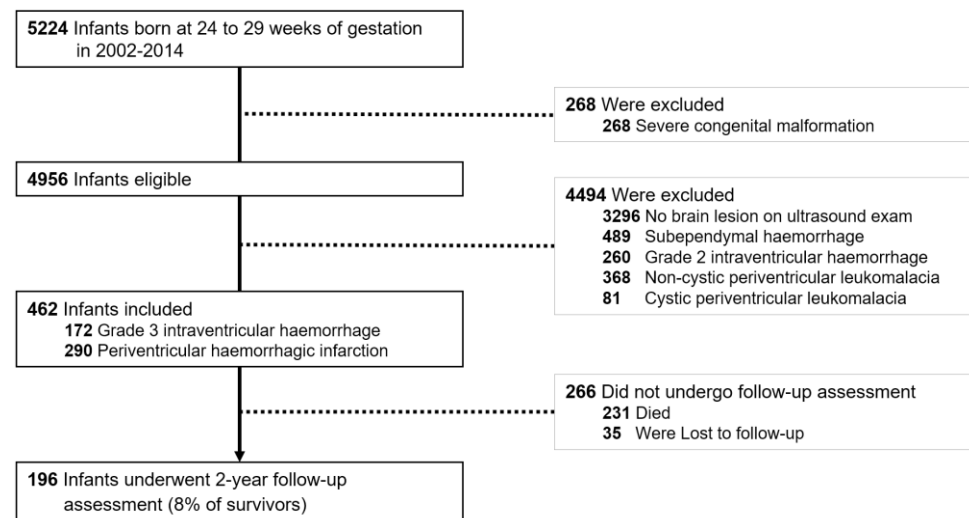 5224 Infants born at 24 to 29 weeks of gestation
in 2002-2014
268 Were excluded
268 Severe congenital malformation
4956 Infants eligible
4494 Were excluded
3296 No brain lesion on ultrasound exam
489 Subependymal haemorrhage
260 Grade 2 intraventricular haemorrhage
368 Non-cystic periventricular leukomalacia
81 Cystic periventricular leukomalacia
462 Infants included
172 Grade 3 intraventricular haemorrhage
290 Periventricular haemorrhagic infarction
266 Did not undergo follow-up assessment
231 Died
35 Were Lost to follow-up
196 Infants underwent 2-year follow-up
assessment (8% of survivors)